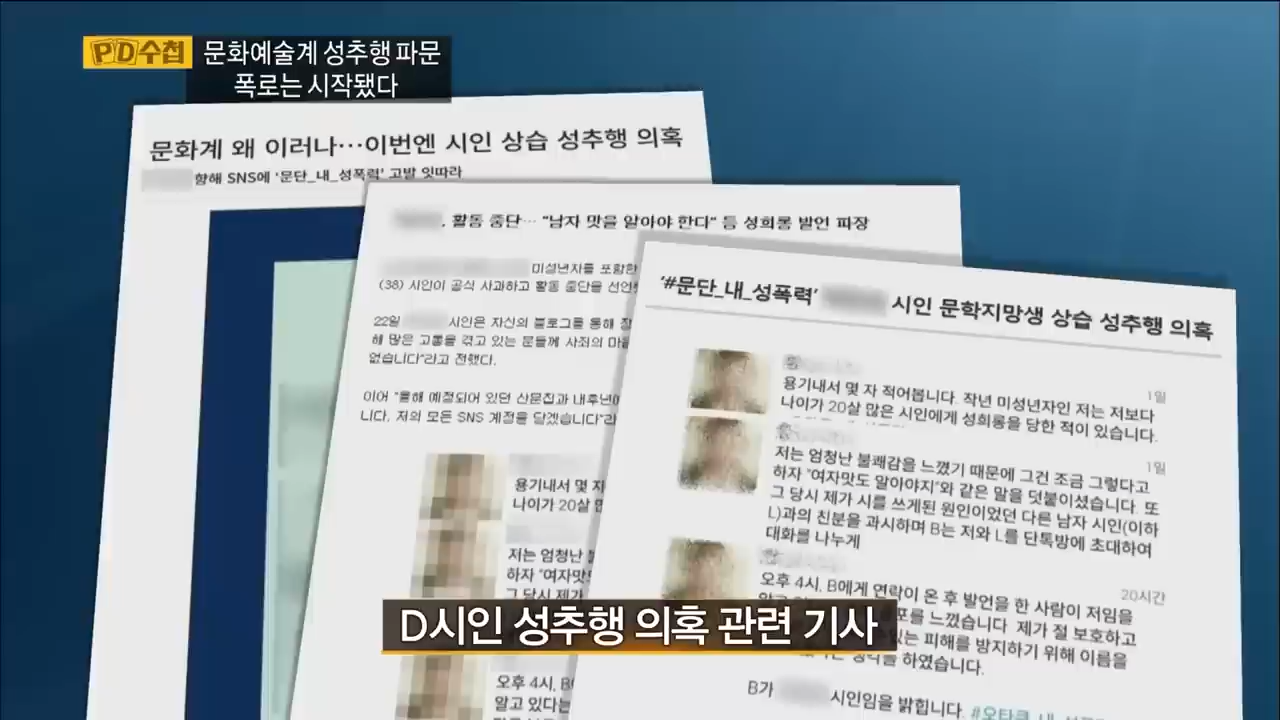 PD수첩
문화예술계 성추행 파문
폭로는 시작됐다
문화계 왜 이러나…이번엔 시인 상습 성추행 의혹
향해 SNS에 '문단_내_성폭력' 고발 잇따라
, 활동 중단… "남자 맛을 알아야 한다" 등 성희롱 발언 파장
미성년자를 포함한
(38) 시인이 공식 사과하고 활동 중단을 선언
22일 시인은 자신의 블로그를 통해
해 많은 고통을 겪고 있는 분들께 사죄의 마음
없습니다"라고 전했다.
이어 "올해 예정되어 있던 산문집과 내후년에
니다. 저의 모든 SNS 계정을 닫겠습니다"라
용기내서 몇 자
나이가 20살 많
저는 엄청난 불
하자 "여자맛도
그 당시 제가
오후 4시, B
알고 있다는
'#문단_내_성폭력' 시인 문학지망생 상습 성추행 의혹
1일
용기내서 몇 자 적어봅니다. 작년 미성년자인 저는 저보다
나이가 20살 많은 시인에게 성희롱을 당한 적이 있습니다.
1일
저는 엄청난 불쾌감을 느꼈기 때문에 그건 조금 그렇다고
하자 "여자맛도 알아야지"와 같은 말을 덧붙이셨습니다. 또
그 당시 제가 시를 쓰게된 원인이었던 다른 남자 시인(이하
L)과의 친분을 과시하며 B는 저와 L를 단톡방에 초대하여
대화를 나누게
20시간
오후 4시, B에게 연락이 온 후 발언을 한 사람이 저임을
포를 느꼈습니다. 제가 절 보호하고
있는 피해를 방지하기 위해 이름을
하였습니다.
B가 시인임을 밝힙니다.
D시인 성추행 의혹 관련 기사